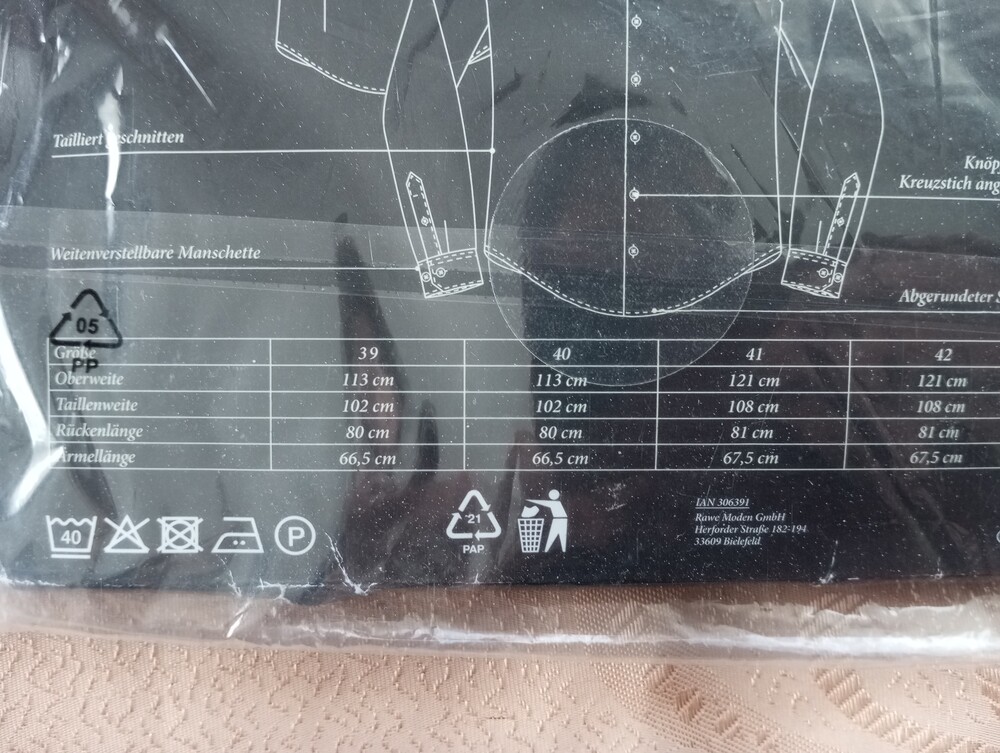 Tailliert geschnitten
Knöp
Kreuzstich ang
Weitenverstellbare Manschette
Abgerundeter S
05
PP
Größe 39 40 41 42
Oberweite 113 cm 113 cm 121 cm 121 cm
Taillenweite 102 cm 102 cm 108 cm 108 cm
Rückenlänge 80 cm 80 cm 81 cm 81 cm
Ärmellänge 66,5 cm 66,5 cm 67,5 cm 67,5 cm
40
P
21
PAP
IAN 306391
Rawe Moden GmbH
Herforder Straße 182-194
33609 Bielefeld